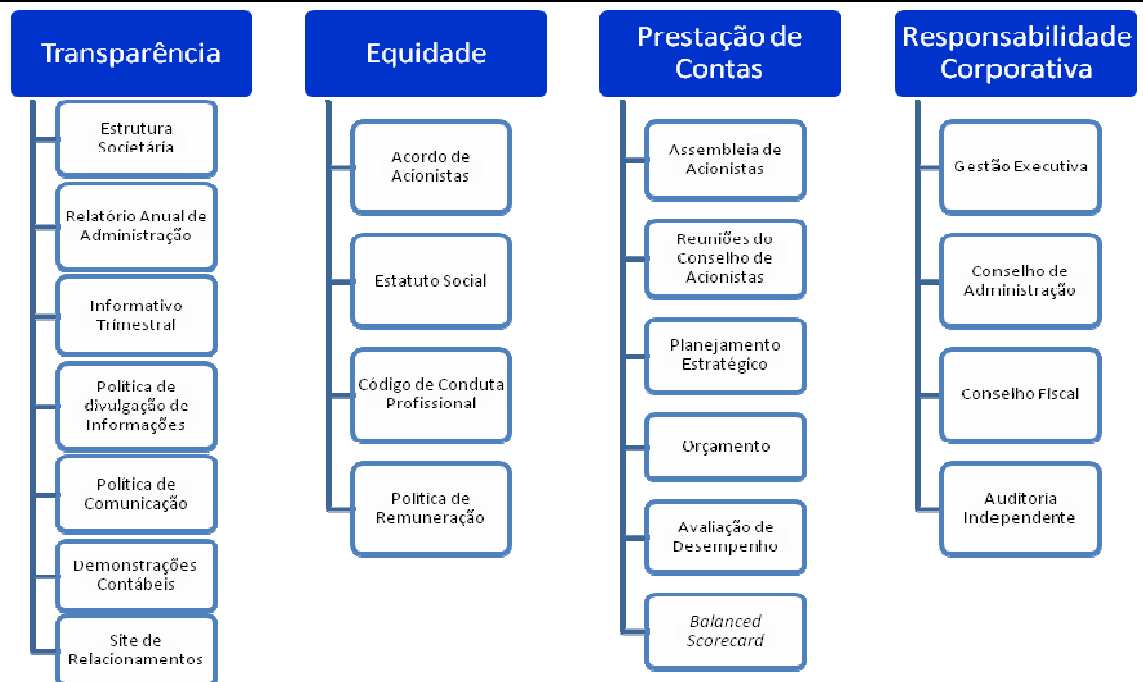 Transparência
Estrutura
Societária
Relatório Anual de
Administração
Informativo
Trimestral
Política de
divulgação de
Informações
Política de
Comunicação
Demonstrações
Contábeis
Site de
Relacionamentos
Equidade
Acordo de
Acionistas
Estatuto Social
Código de Conduta
Profissional
Política de
Remuneração
Prestação de
Contas
Assembleia de
Acionistas
Reuniões do
Conselho de
Acionistas
Planejamento
Estratégico
Orçamento
Avaliação de
Desempenho
Balanced
Scorecard
Responsabilidade
Corporativa
Gestão Executiva
Conselho de
Administração
Conselho Fiscal
Auditoria
Independente